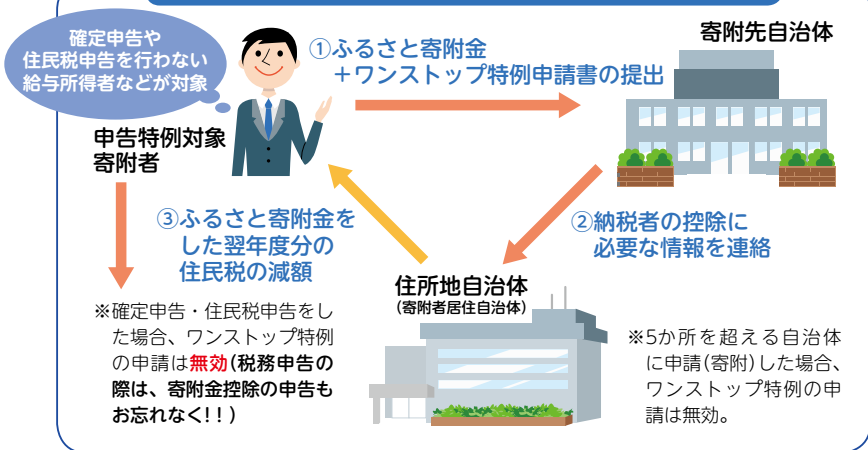 確定申告や
住民税申告を行わない
給与所得者などが対象
申告特例対象
寄附者
①ふるさと寄附金
＋ワンストップ特例申請書の提出
寄附先自治体
②納税者の控除に
必要な情報を連絡
③ふるさと寄附金を
した翌年度分の
住民税の減額
住所地自治体
(寄附者居住自治体)
※確定申告・住民税申告をし
た場合、ワンストップ特例
の申請は無効(税務申告の
際は、寄附金控除の申告も
お忘れなく!!)
※5か所を超える自治体
に申請(寄附)した場合、
ワンストップ特例の申
請は無効。